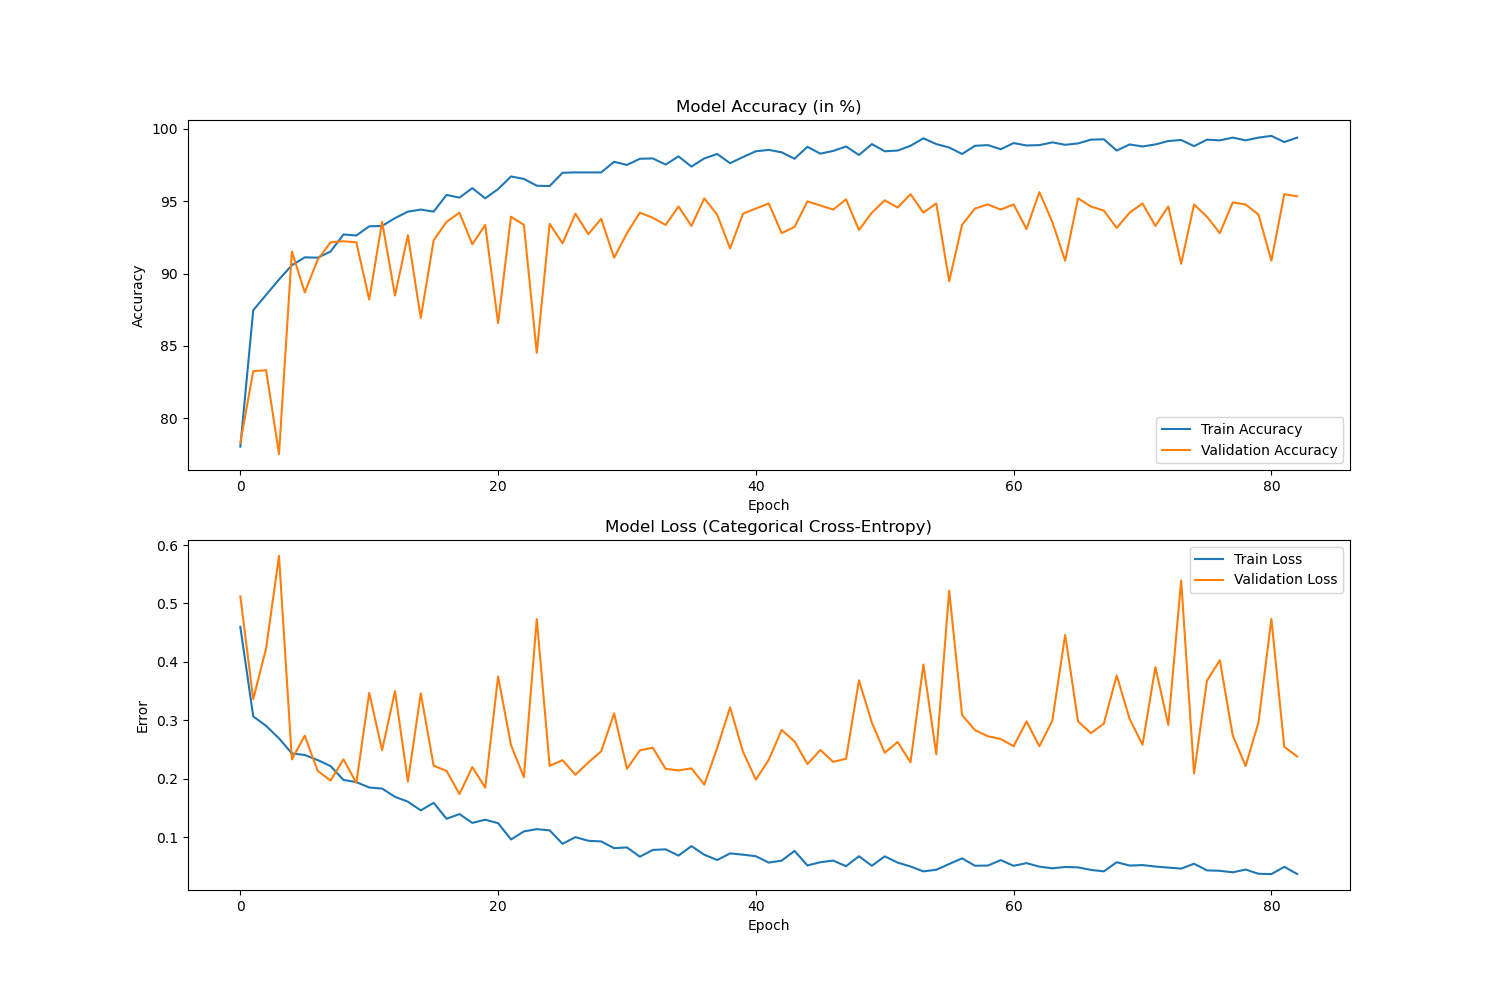 Model Accuracy (in %)
100
95
90
85
80
Accuracy
Train Accuracy
Validation Accuracy
0 20 40 60 80
Epoch
Model Loss (Categorical Cross-Entropy)
0.6
0.5
0.4
0.3
0.2
0.1
Error
Train Loss
Validation Loss
0 20 40 60 80
Epoch